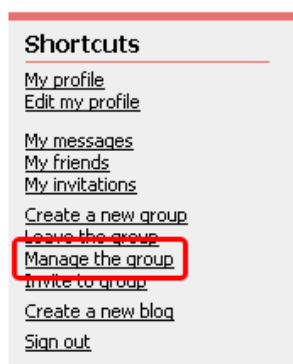 Shortcuts
My profile
Edit my profile
My messages
My friends
My invitations
Create a new group
Leave the group
Manage the group
Invite to group
Create a new blog
Sign out